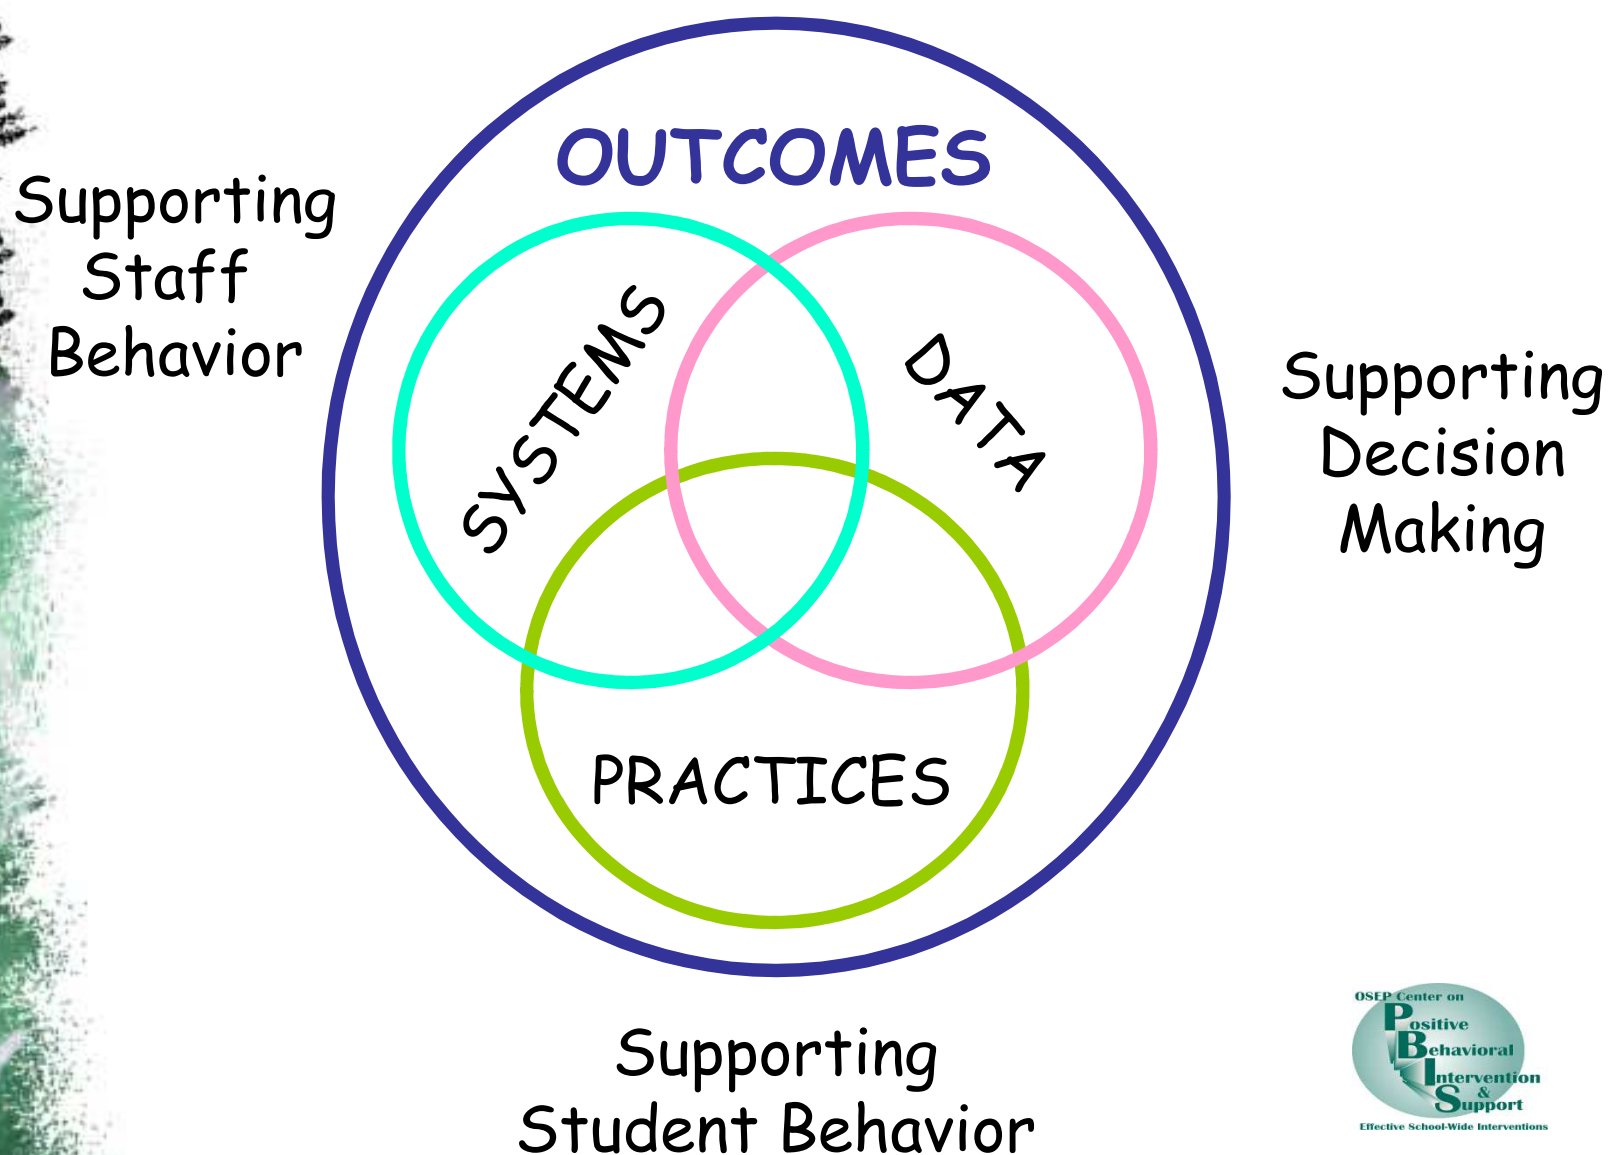 OUTCOMES
Supporting
Staff
Behavior
SYSTEMS
DATA
Supporting
Decision
Making
PRACTICES
Supporting
Student Behavior
OSEP Center on
Positive
Behavioral
Intervention
&
Support
Effective School-Wide Interventions